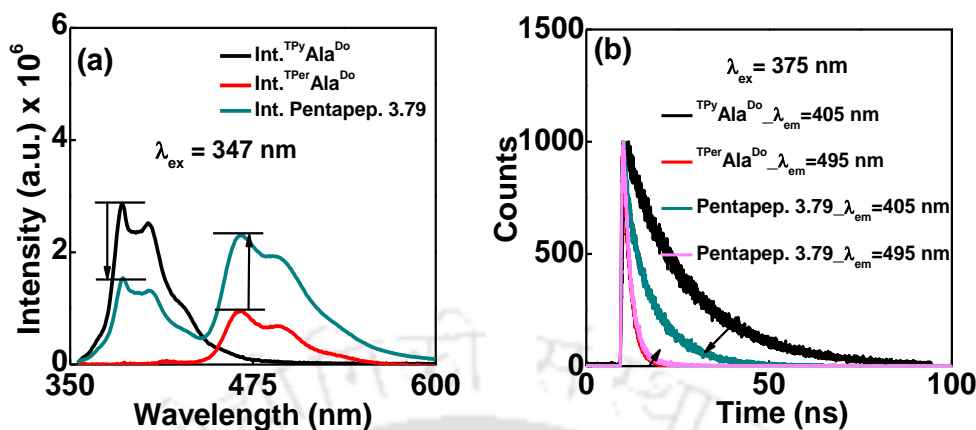 (a)
Int.ᵀᴾʸAlaᴰᵒ
Int.ᵀᴾᵉʳAlaᴰᵒ
Int. Pentapep. 3.79
λex = 347 nm
Intensity (a.u.) x 10⁶
6
4
2
0
350 475 600
Wavelength (nm)
(b)
λex= 375 nm
ᵀᴾʸAlaᴰᵒ_λem=405 nm
ᵀᴾᵉʳAlaᴰᵒ_λem=495 nm
Pentapep. 3.79_λem=405 nm
Pentapep. 3.79_λem=495 nm
Counts
1500
1000
500
0
0 50 100
Time (ns)